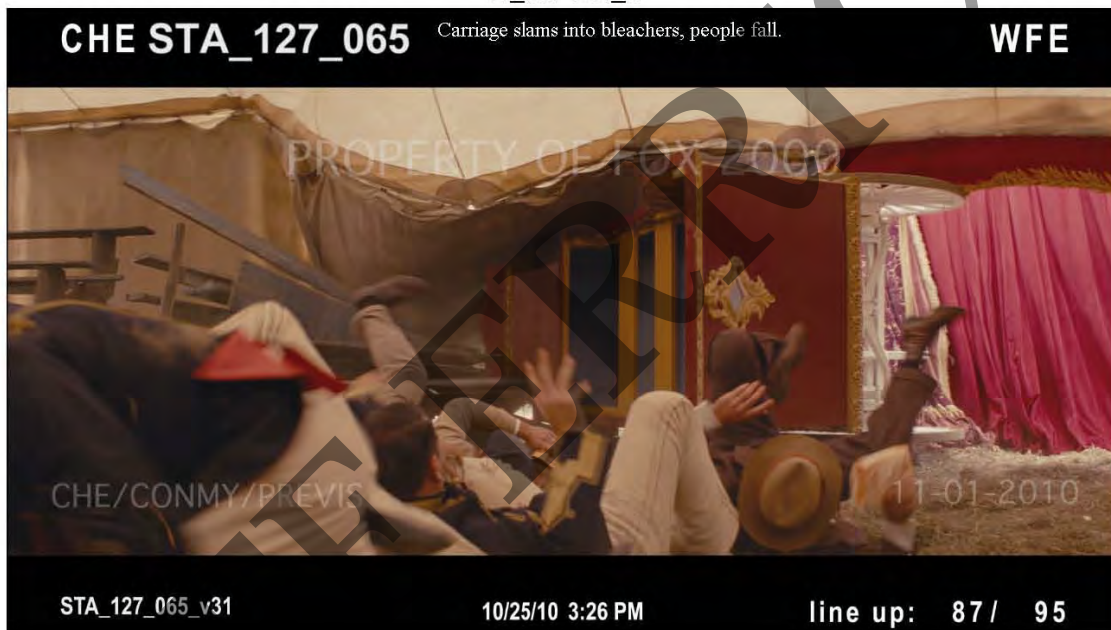 CHE STA_127_065
Carriage slams into bleachers, people fall.
WFE
PROPERTY OF FOX 2000
CHE/CONMY/PREVIS
11-01-2010
STA_127_065_v31
10/25/10 3:26 PM
line up: 87/ 95